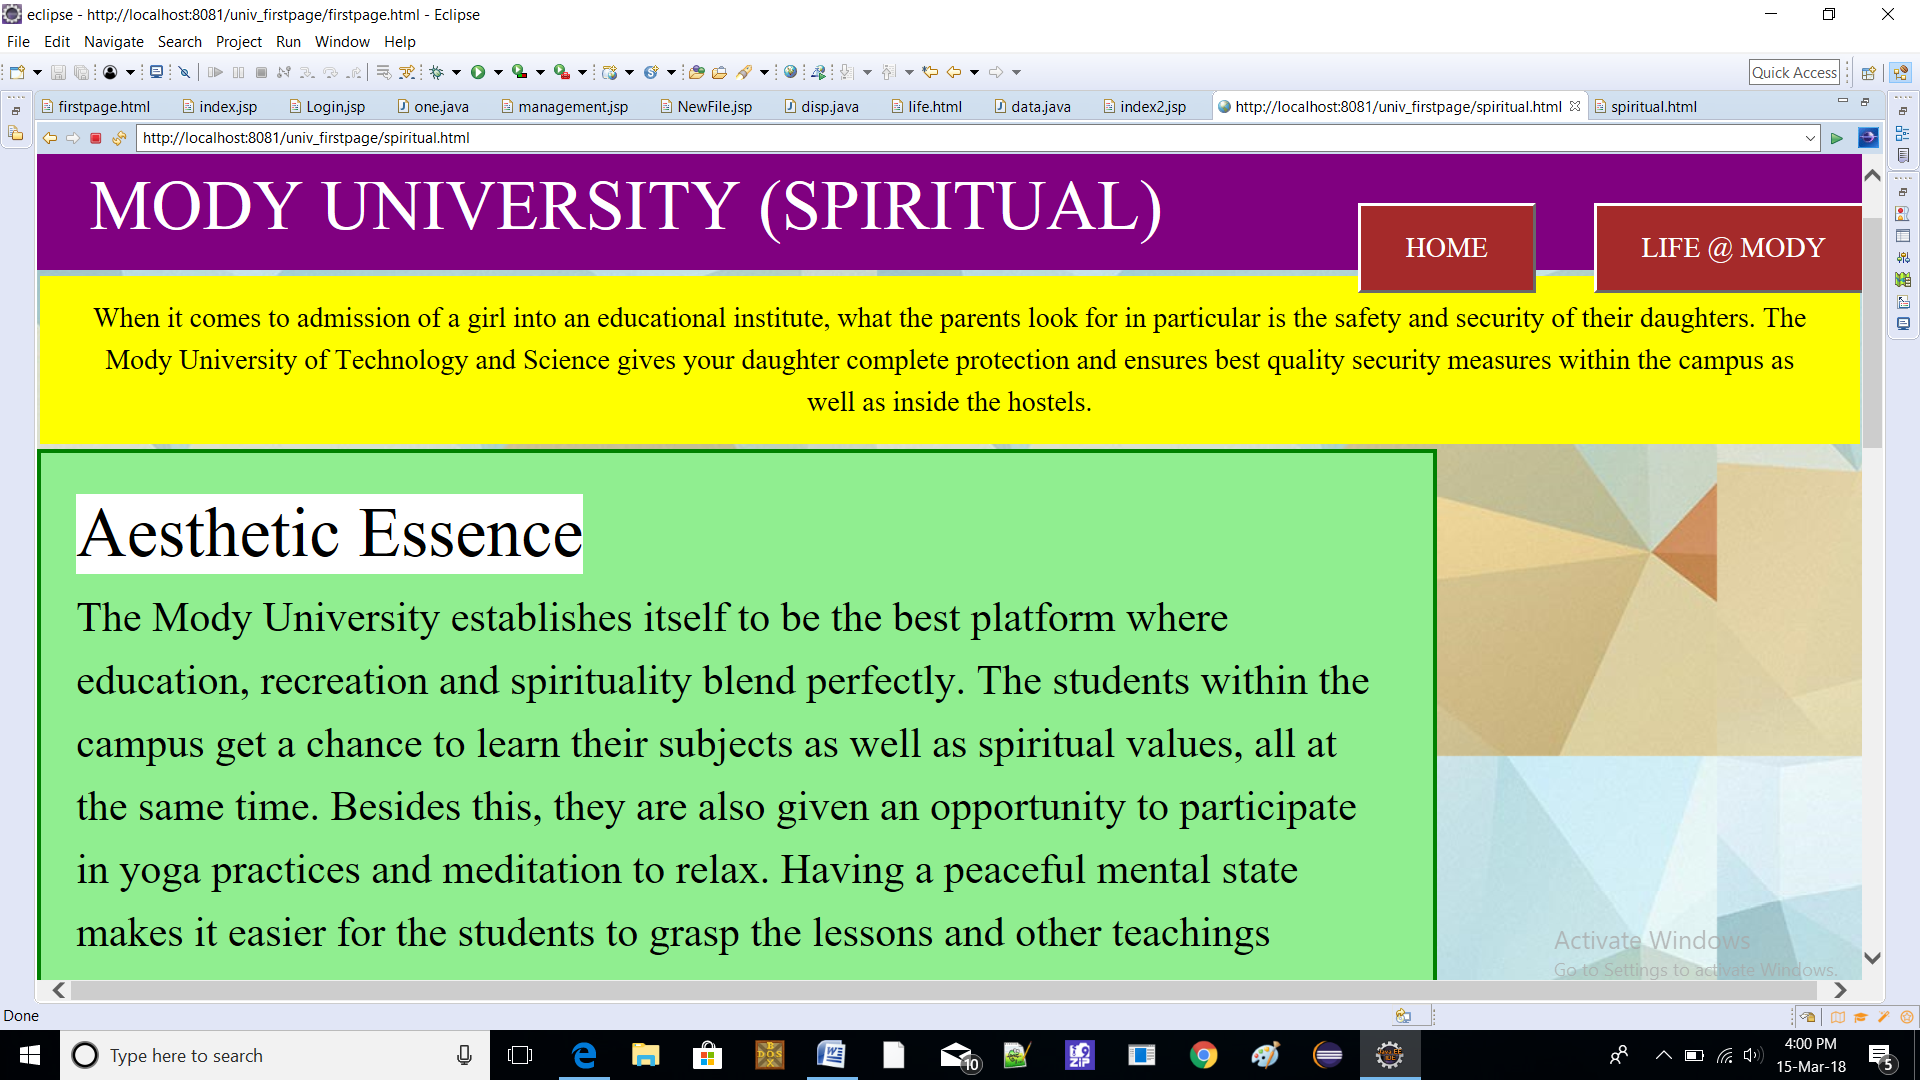 eclipse - http://localhost:8081/univ_firstpage/firstpage.html - Eclipse
File Edit Navigate Search Project Run Window Help
Quick Access
firstpage.html index.jsp Login.jsp one.java management.jsp NewFile.jsp disp.java life.html data.java index2.jsp http://localhost:8081/univ_firstpage/spiritual.html spiritual.html
http://localhost:8081/univ_firstpage/spiritual.html
MODY UNIVERSITY (SPIRITUAL)
HOME LIFE @ MODY
When it comes to admission of a girl into an educational institute, what the parents look for in particular is the safety and security of their daughters. The
Mody University of Technology and Science gives your daughter complete protection and ensures best quality security measures within the campus as
well as inside the hostels.
Aesthetic Essence
The Mody University establishes itself to be the best platform where
education, recreation and spirituality blend perfectly. The students within the
campus get a chance to learn their subjects as well as spiritual values, all at
the same time. Besides this, they are also given an opportunity to participate
in yoga practices and meditation to relax. Having a peaceful mental state
makes it easier for the students to grasp the lessons and other teachings
Activate Windows
Go to Settings to activate Windows.
Done
Type here to search
10
4:00 PM
15-Mar-18
5